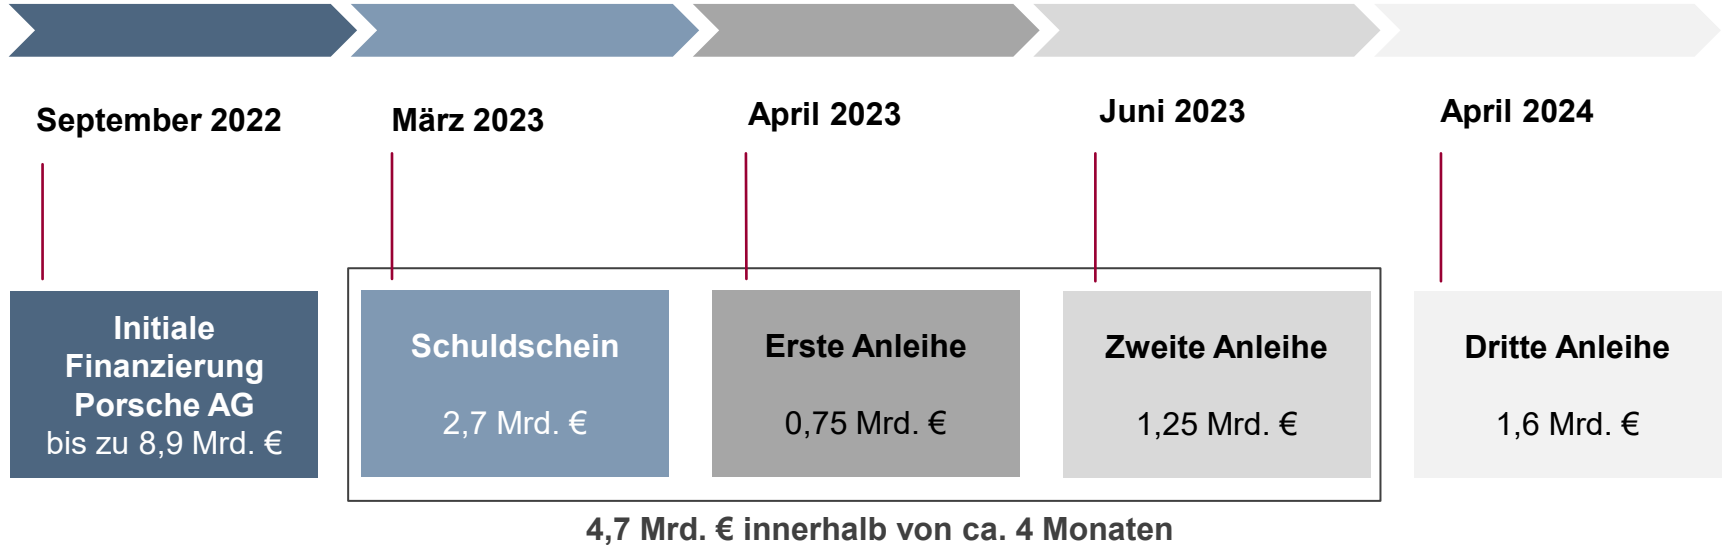 September 2022
März 2023
April 2023
Juni 2023
April 2024
Initiale
Finanzierung
Porsche AG
bis zu 8,9 Mrd. €
Schuldschein
2,7 Mrd. €
Erste Anleihe
0,75 Mrd. €
Zweite Anleihe
1,25 Mrd. €
Dritte Anleihe
1,6 Mrd. €
4,7 Mrd. € innerhalb von ca. 4 Monaten